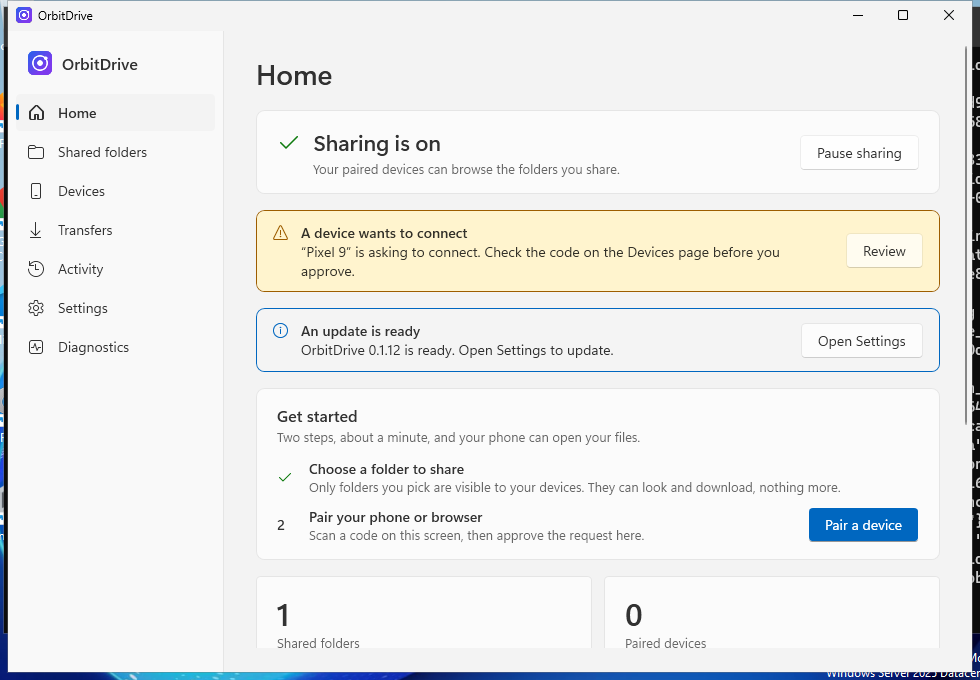 OrbitDrive
OrbitDrive
Home
Shared folders
Devices
Transfers
Activity
Settings
Diagnostics
Home
Sharing is on
Your paired devices can browse the folders you share.
Pause sharing
A device wants to connect
“Pixel 9” is asking to connect. Check the code on the Devices page before you
approve.
Review
An update is ready
OrbitDrive 0.1.12 is ready. Open Settings to update.
Open Settings
Get started
Two steps, about a minute, and your phone can open your files.
Choose a folder to share
Only folders you pick are visible to your devices. They can look and download, nothing more.
2
Pair your phone or browser
Scan a code on this screen, then approve the request here.
Pair a device
1
Shared folders
0
Paired devices
Windows Server 2025 Datacen